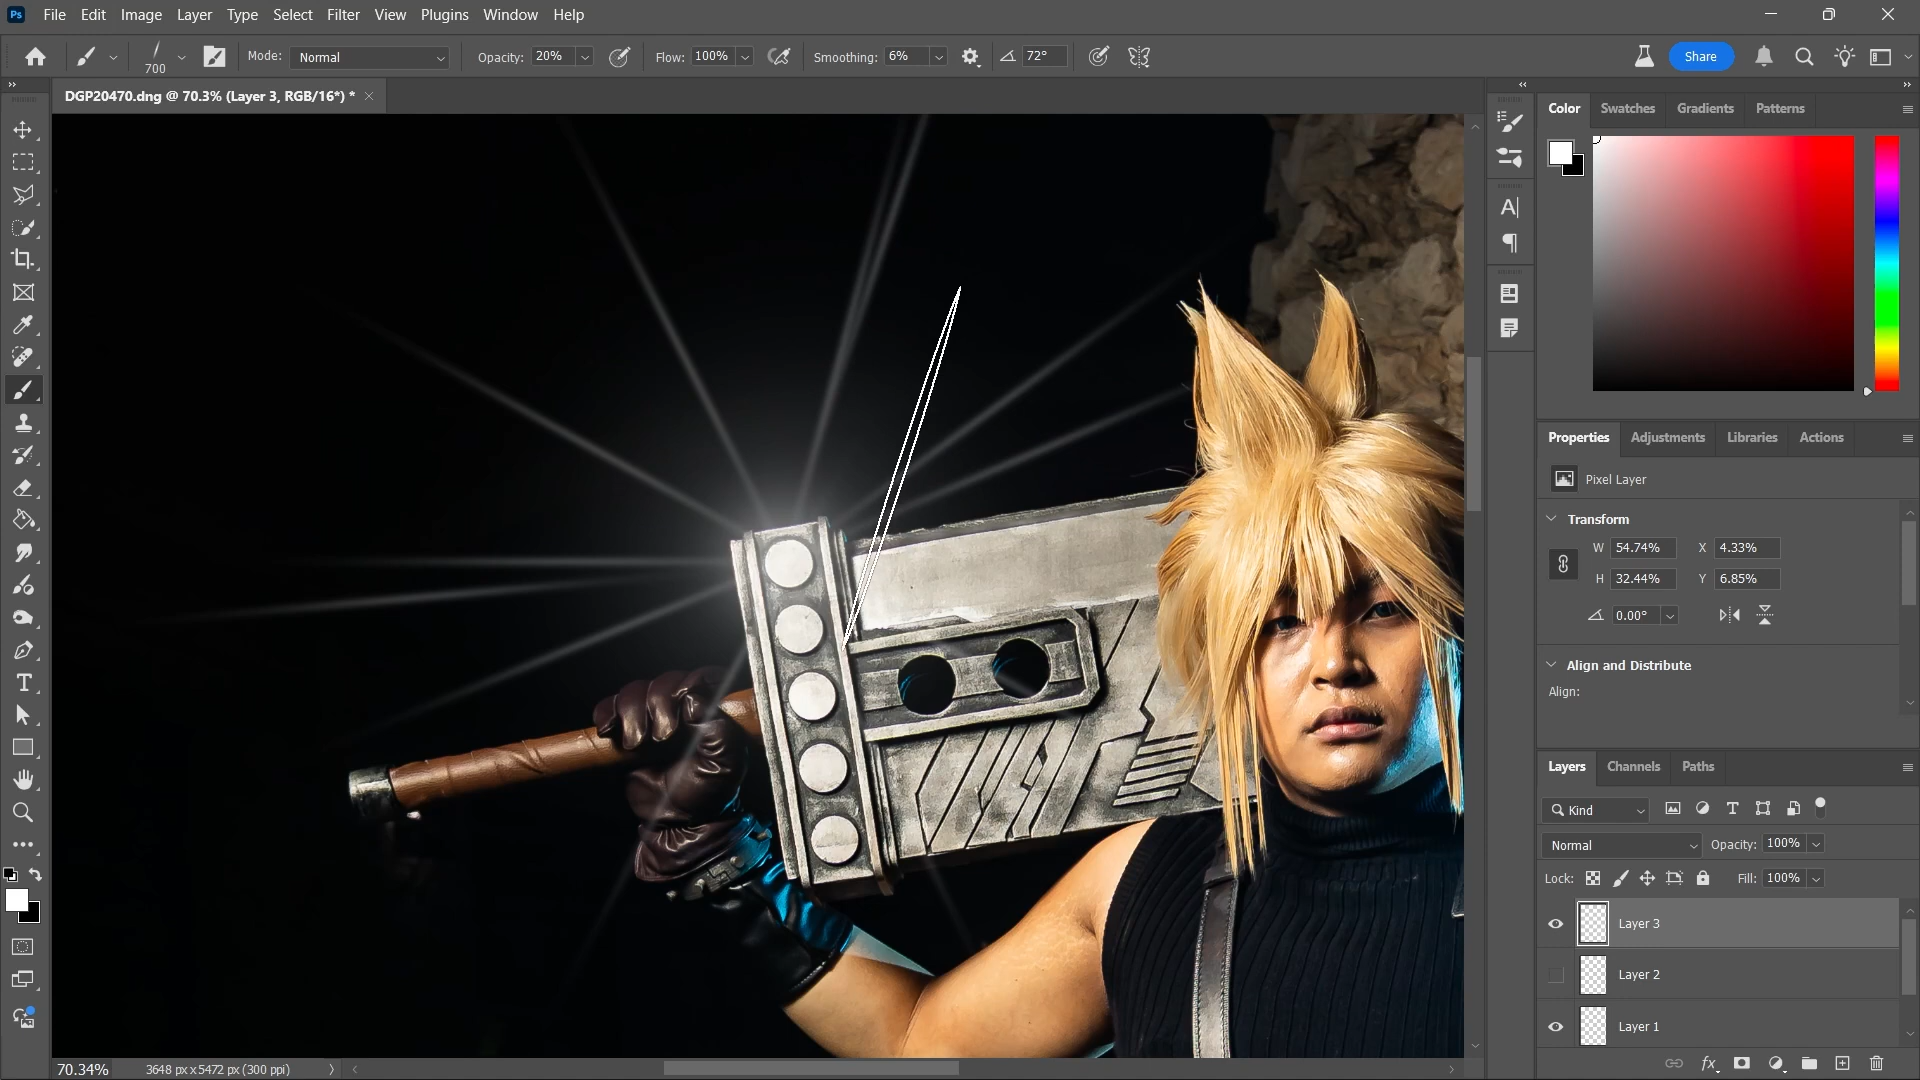 Ps File Edit Image Layer Type Select Filter View Plugins Window Help
700 Mode: Normal Opacity: 20% Flow: 100% Smoothing: 6% 72° Share
DGP20470.dng @ 70.3% (Layer 3, RGB/16*) *
Color Swatches Gradients Patterns
Properties Adjustments Libraries Actions
Pixel Layer
Transform
W 54.74% X 4.33%
H 32.44% Y 6.85%
0.00°
Align and Distribute
Align:
Layers Channels Paths
Kind
Normal Opacity: 100%
Lock: Fill: 100%
Layer 3
Layer 2
Layer 1
fx
70.34% 3648 px x 5472 px (300 ppi)